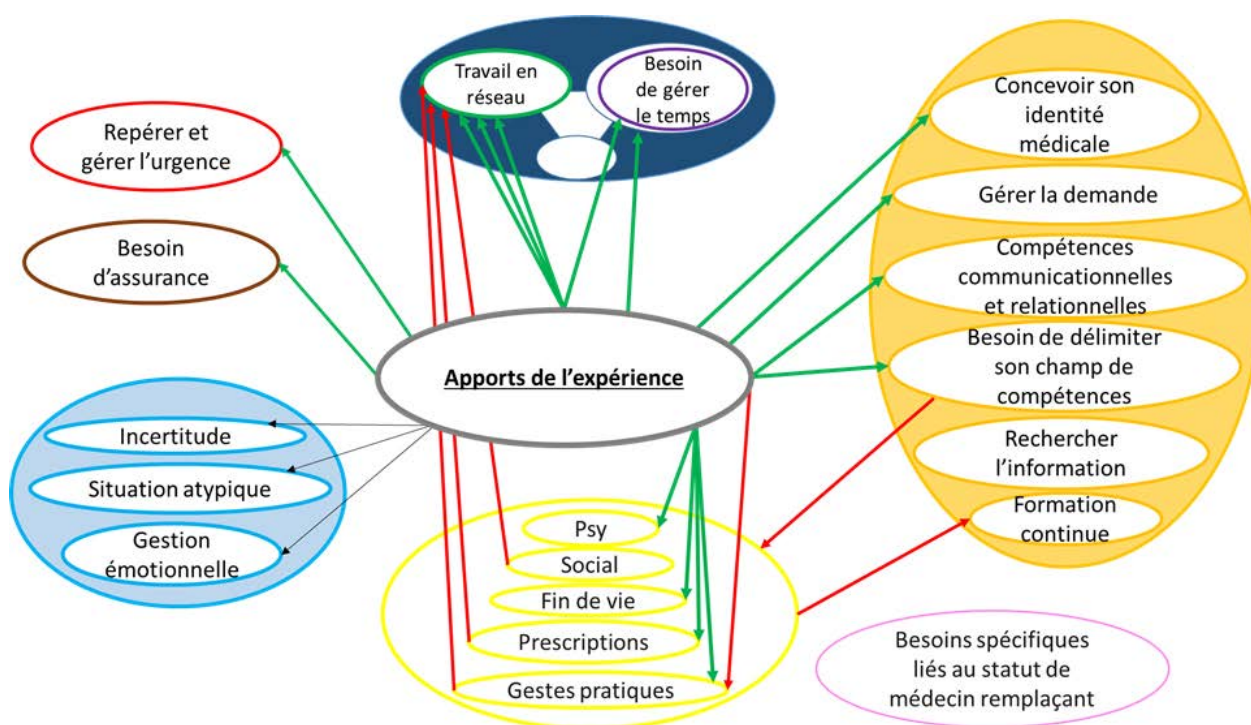 Travail en
réseau
Besoin
de gérer
le temps
Repérer et
gérer l'urgence
Besoin
d'assurance
Concevoir son
identité
médicale
Gérer la demande
Compétences
communicationnelles
et relationnelles
Besoin de délimiter
son champ de
compétences
Rechercher
l'information
Formation
continue
Apports de l'expérience
Incertitude
Situation atypique
Gestion
émotionnelle
Psy
Social
Fin de vie
Prescriptions
Gestes pratiques
Besoins spécifiques
liés au statut de
médecin remplaçant